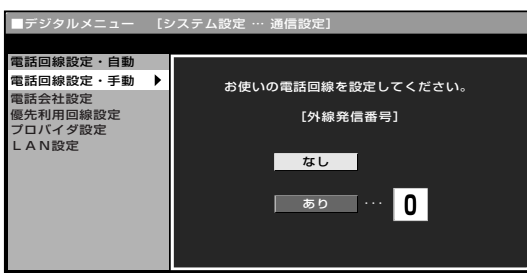 ■デジタルメニュー　[システム設定 … 通信設定]
電話回線設定・自動
電話回線設定・手動 ▶
電話会社設定
優先利用回線設定
プロバイダ設定
ＬＡＮ設定
お使いの電話回線を設定してください。
[外線発信番号]
なし
あり … 0